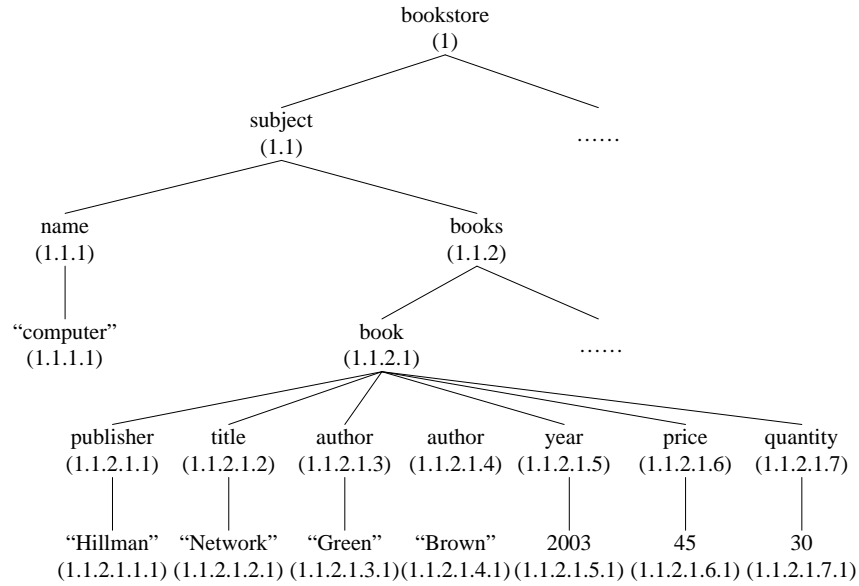 bookstore
(1)
subject
(1.1)
……
name
(1.1.1)
books
(1.1.2)
“computer”
(1.1.1.1)
book
(1.1.2.1)
……
publisher title author author year price quantity
(1.1.2.1.1) (1.1.2.1.2) (1.1.2.1.3) (1.1.2.1.4) (1.1.2.1.5) (1.1.2.1.6) (1.1.2.1.7)
“Hillman” “Network” “Green” “Brown” 2003 45 30
(1.1.2.1.1.1) (1.1.2.1.2.1) (1.1.2.1.3.1) (1.1.2.1.4.1) (1.1.2.1.5.1) (1.1.2.1.6.1) (1.1.2.1.7.1)